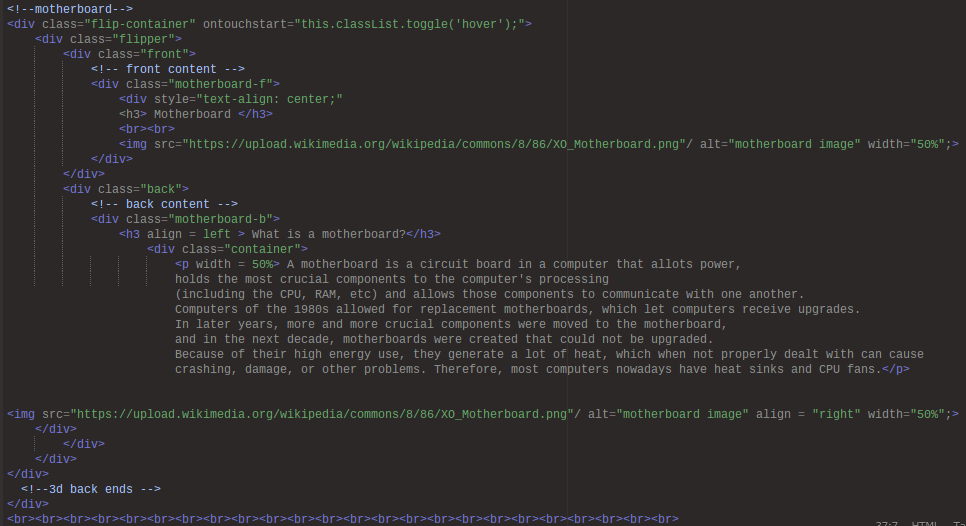 <!--motherboard-->
<div class="flip-container" ontouchstart="this.classList.toggle('hover');">
<div class="flipper">
<div class="front">
<!-- front content -->
<div class="motherboard-f">
<div style="text-align: center;"
<h3> Motherboard </h3>
<br><br>
<img src="https://upload.wikimedia.org/wikipedia/commons/8/86/XO_Motherboard.png"/ alt="motherboard image" width="50%";>
</div>
</div>
<div class="back">
<!-- back content -->
<div class="motherboard-b">
<h3 align = left > What is a motherboard?</h3>
<div class="container">
<p width = 50%> A motherboard is a circuit board in a computer that allots power,
holds the most crucial components to the computer's processing
(including the CPU, RAM, etc) and allows those components to communicate with one another.
Computers of the 1980s allowed for replacement motherboards, which let computers receive upgrades.
In later years, more and more crucial components were moved to the motherboard,
and in the next decade, motherboards were created that could not be upgraded.
Because of their high energy use, they generate a lot of heat, which when not properly dealt with can cause
crashing, damage, or other problems. Therefore, most computers nowadays have heat sinks and CPU fans.</p>
<img src="https://upload.wikimedia.org/wikipedia/commons/8/86/XO_Motherboard.png"/ alt="motherboard image" align = "right" width="50%";>
</div>
</div>
</div>
</div>
<!--3d back ends -->
</div>
<br><br><br><br><br><br><br><br><br><br><br><br><br><br><br><br><br><br><br><br><br><br><br><br>
37:7 HTML